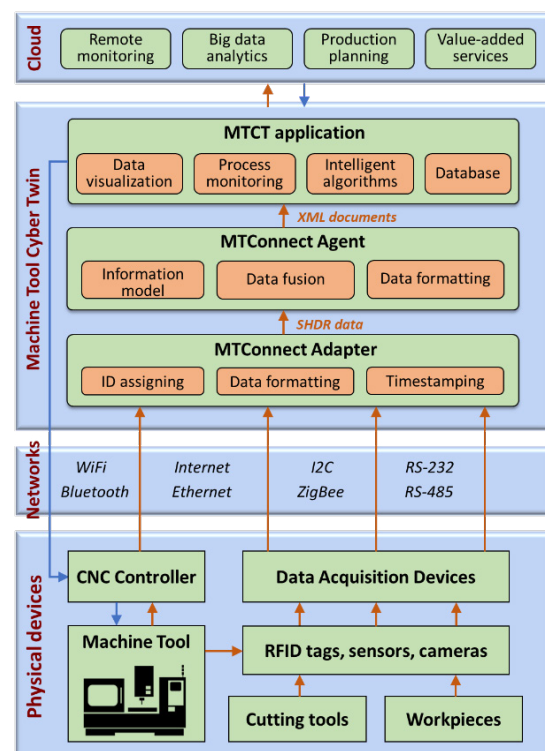 Cloud
Remote
monitoring
Big data
analytics
Production
planning
Value-added
services
Machine Tool Cyber Twin
MTCT application
Data
visualization
Process
monitoring
Intelligent
algorithms
Database
XML documents
MTConnect Agent
Information
model
Data fusion
Data formatting
SHDR data
MTConnect Adapter
ID assigning
Data formatting
Timestamping
Networks
WiFi
Internet
I2C
RS-232
Bluetooth
Ethernet
ZigBee
RS-485
Physical devices
CNC Controller
Data Acquisition Devices
Machine Tool
RFID tags, sensors, cameras
Cutting tools
Workpieces